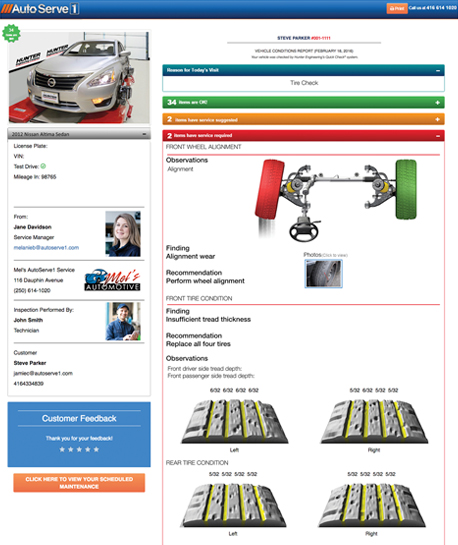 AutoServe 1
Print
Call us at 416 614 1020
34
STEVE PARKER #001-1111
VEHICLE CONDITIONS REPORT (FEBRUARY 18, 2016)
Your vehicle was checked by Hunter Engineering's Quick Check® system.
HUNTER
HUNTER
2012 Nissan Altima Sedan
License Plate:
VIN:
Test Drive:
Mileage In: 98765
From:
Jane Davidson
Service Manager
melanieb@autoserve1.com
Mel's AutoServe1 Service
116 Dauphin Avenue
(250) 614-1020
Mel's
AUTOMOTIVE
Inspection Performed By:
John Smith
Technician
Customer
Steve Parker
jamiec@autoserve1.com
4164334839
Customer Feedback
Thank you for your feedback!
CLICK HERE TO VIEW YOUR SCHEDULED
MAINTENANCE
Reason for Today's Visit
Tire Check
34 Items are OK!
2 items have service suggested
2 items have service required
FRONT WHEEL ALIGNMENT
Observations
Alignment
Finding
Alignment wear
Photos(Click to view)
Recommendation
Perform wheel alignment
FRONT TIRE CONDITION
Finding
Insufficient tread thickness
Recommendation
Replace all four tires
Observations
Front driver side tread depth:
Front passenger side tread depth:
6/32 6/32 6/32 6/32
5/32 6/32 5/32 5/32
Left
Right
REAR TIRE CONDITION
5/32 5/32 5/32 5/32
5/32 5/32 5/32 5/32
Left
Right